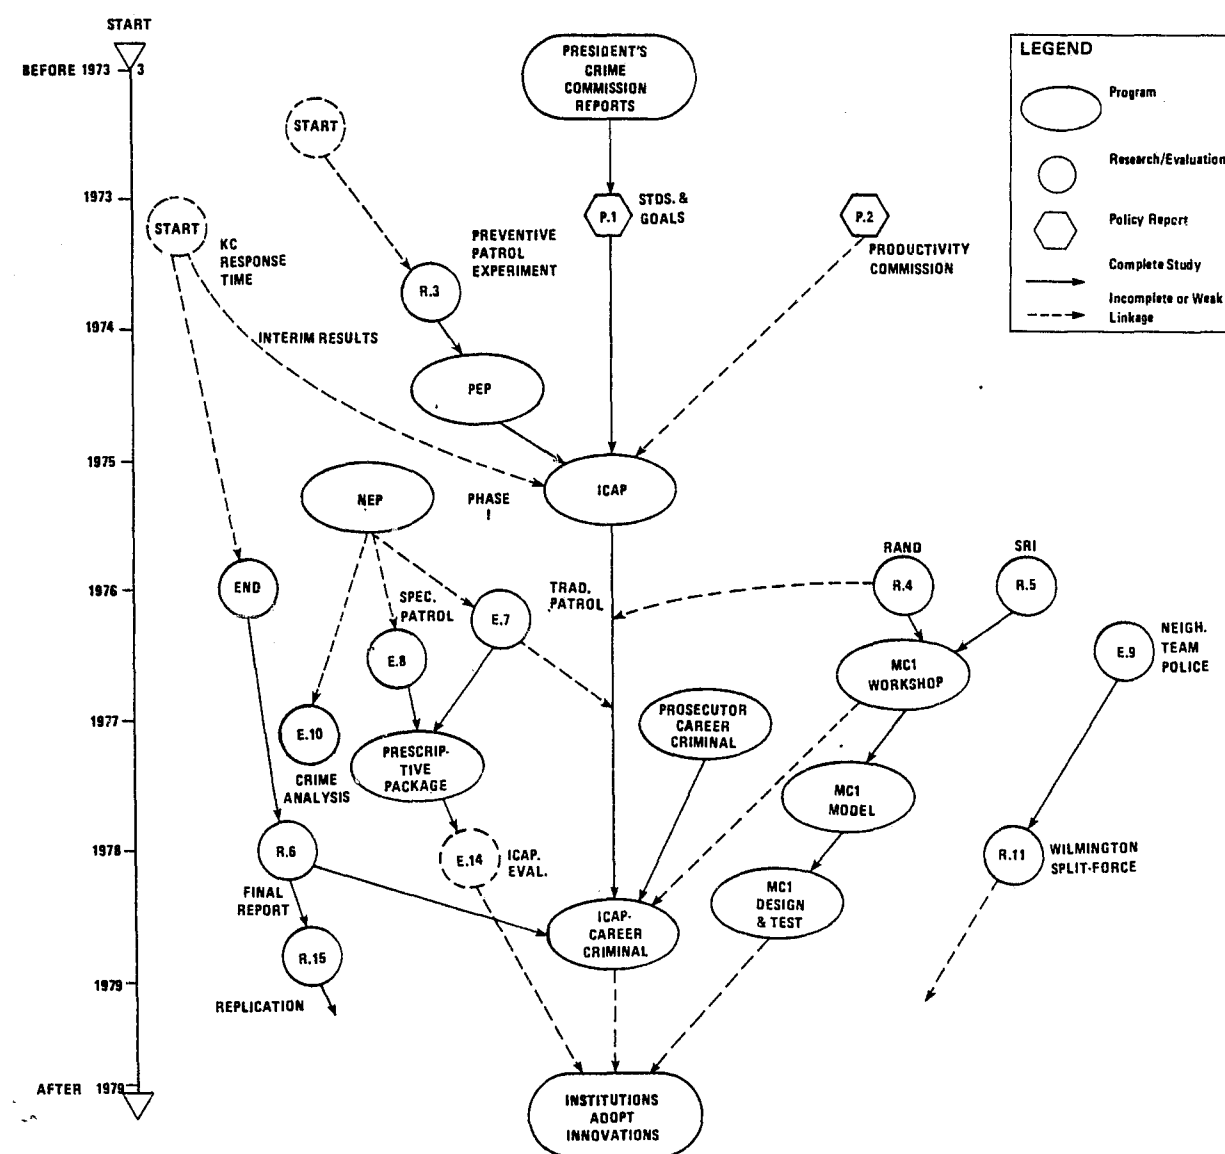 START
BEFORE 1973
3
PRESIDENT'S
CRIME
COMMISSION
REPORTS
LEGEND
Program
Research/Evaluation
Policy Report
Complete Study
Incomplete or Weak
Linkage
START
1973
START
KC
RESPONSE
TIME
P.1
STDS. &
GOALS
P.2
PRODUCTIVITY
COMMISSION
PREVENTIVE
PATROL
EXPERIMENT
R.3
1974
INTERIM RESULTS
PEP
1975
NEP
PHASE
I
ICAP
RAND
SRI
1976
END
SPEC.
PATROL
E.7
TRAD.
PATROL
R.4
R.5
E.8
MC1
WORKSHOP
E.9
NEIGH.
TEAM
POLICE
1977
E.10
CRIME
ANALYSIS
PRESCRIP-
TIVE
PACKAGE
PROSECUTOR
CAREER
CRIMINAL
MC1
MODEL
1978
R.6
FINAL
REPORT
E.14
ICAP.
EVAL.
R.11
WILMINGTON
SPLIT-FORCE
ICAP-
CAREER
CRIMINAL
MC1
DESIGN
& TEST
R.15
1979
REPLICATION
AFTER 1979
INSTITUTIONS
ADOPT
INNOVATIONS